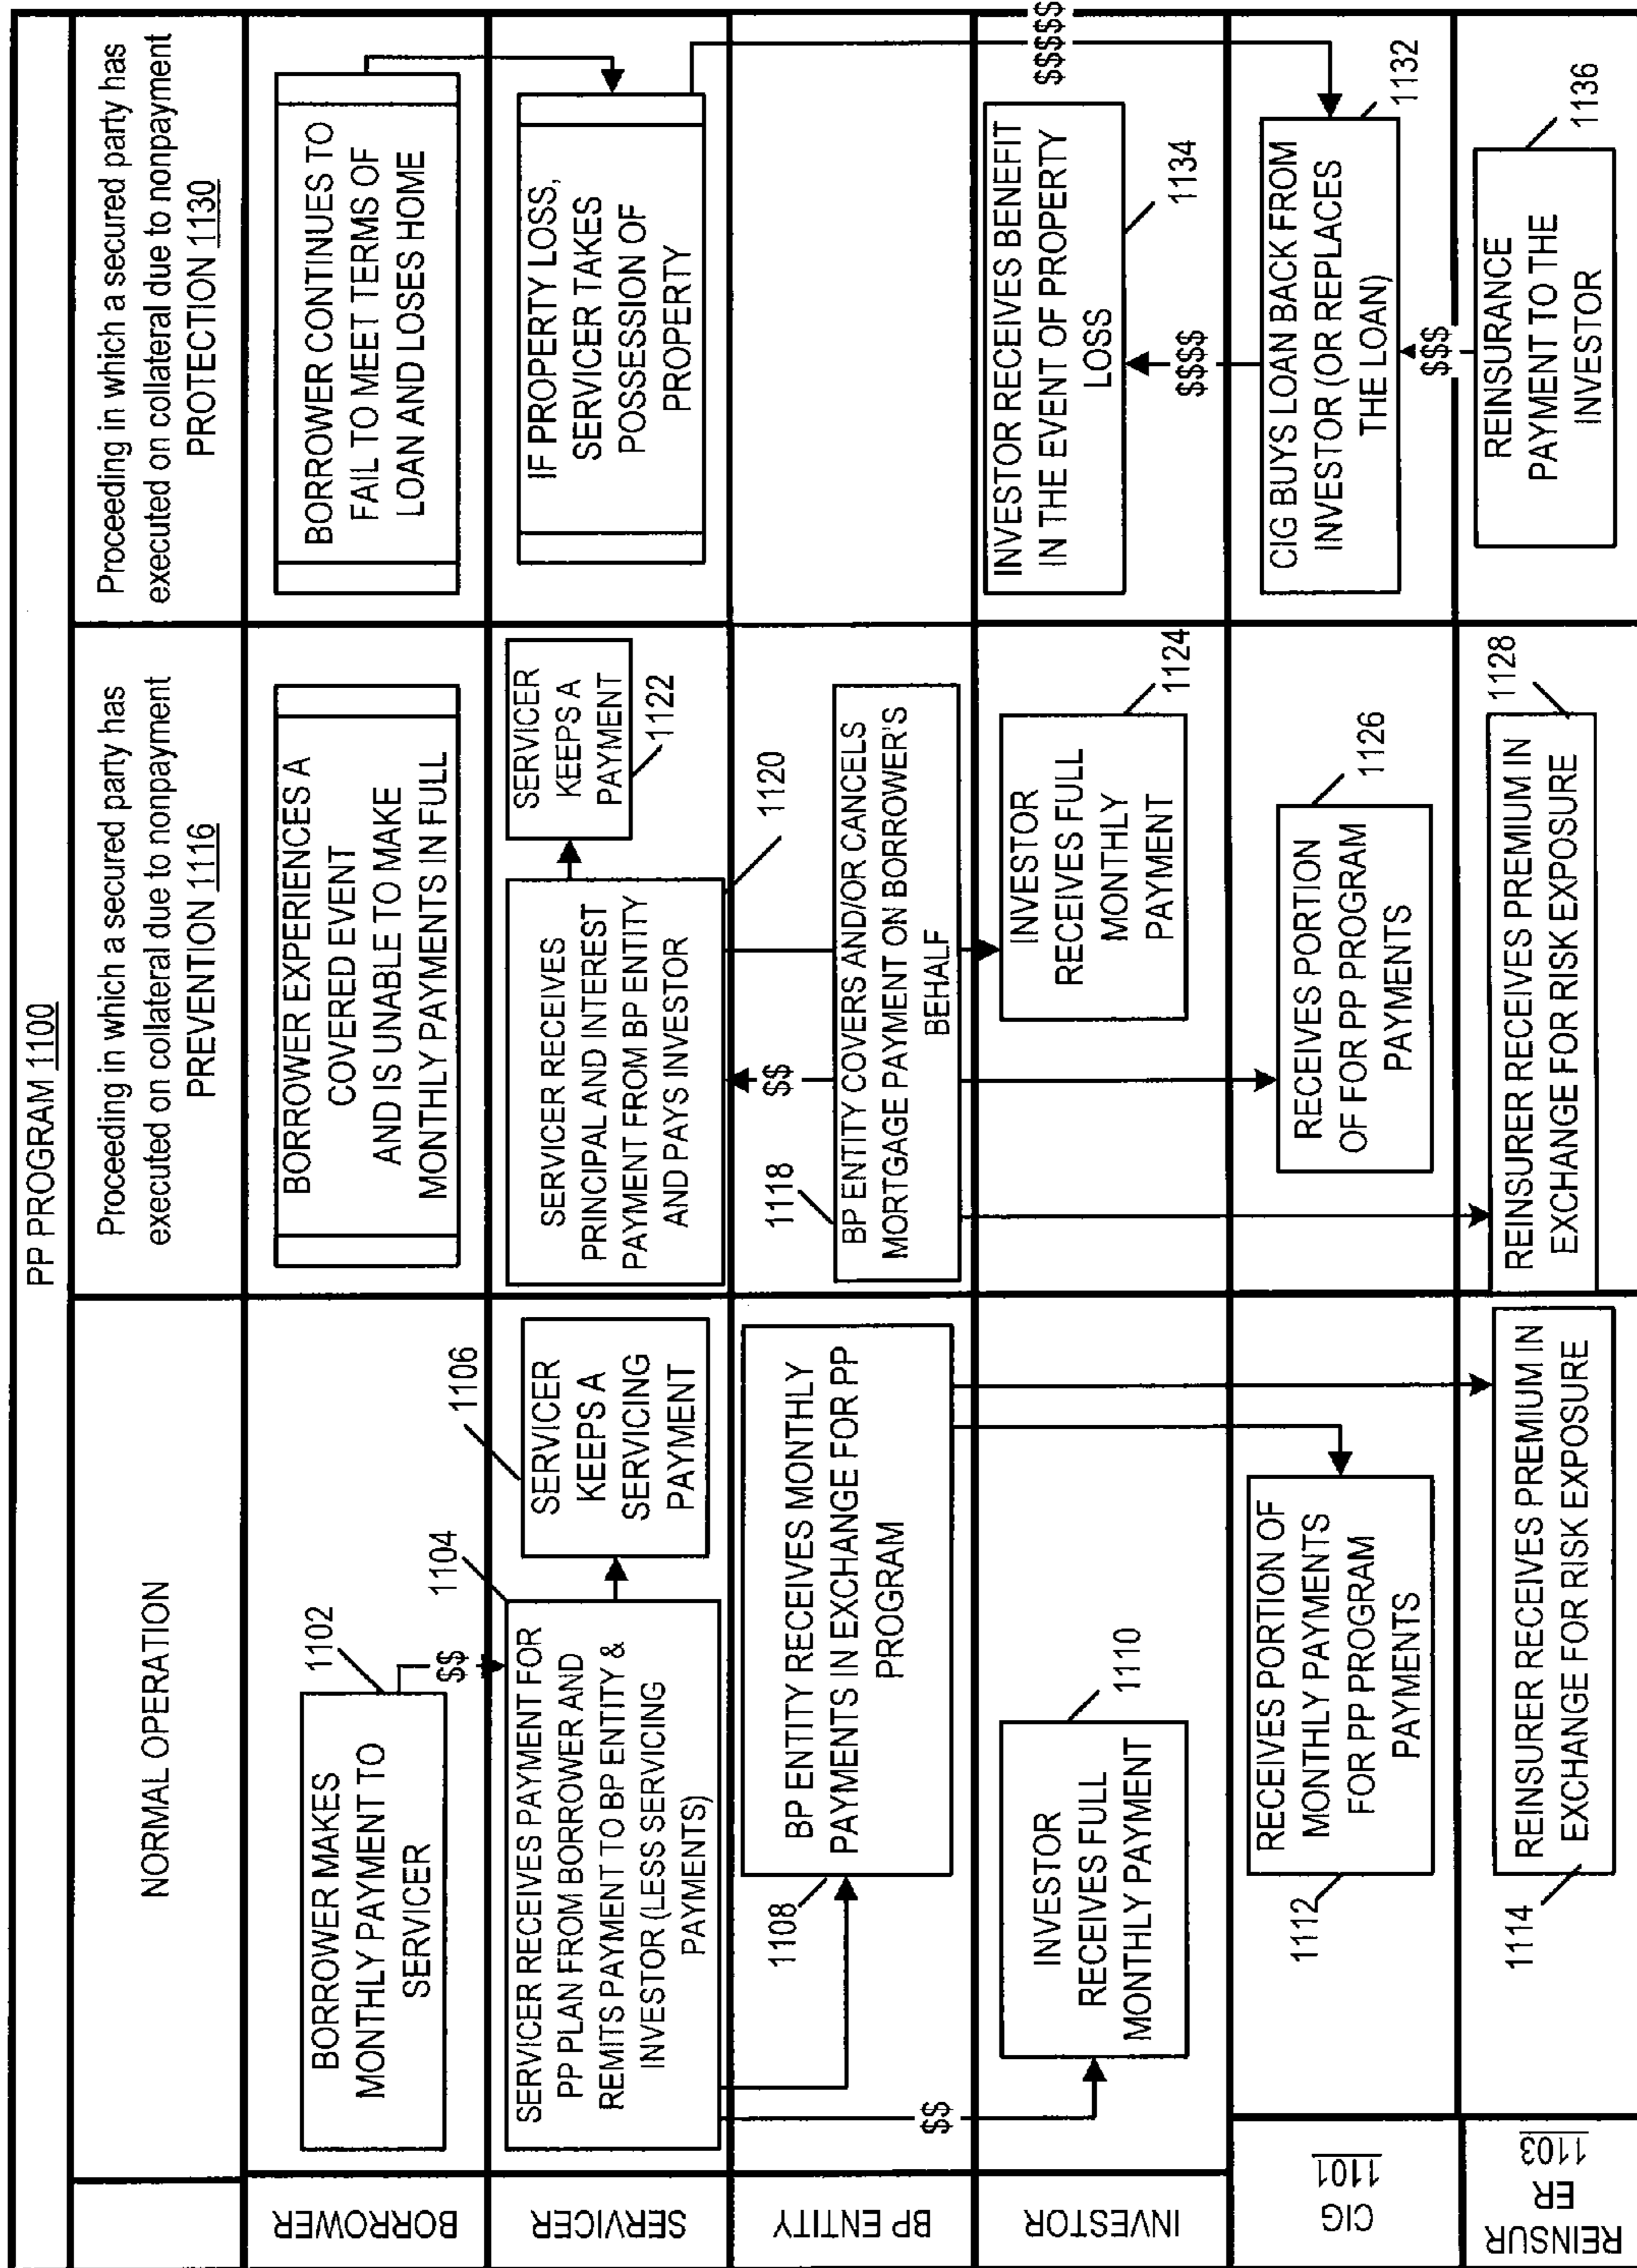 PP PROGRAM 1100
NORMAL OPERATION
Proceeding in which a secured party has
executed on collateral due to nonpayment
PREVENTION 1116
Proceeding in which a secured party has
executed on collateral due to nonpayment
PROTECTION 1130
BORROWER
BORROWER MAKES
MONTHLY PAYMENT TO
SERVICER
1102
$$
BORROWER EXPERIENCES A
COVERED EVENT
AND IS UNABLE TO MAKE
MONTHLY PAYMENTS IN FULL
BORROWER CONTINUES TO
FAIL TO MEET TERMS OF
LOAN AND LOSES HOME
SERVICER
SERVICER RECEIVES PAYMENT FOR
PP PLAN FROM BORROWER AND
REMITS PAYMENT TO BP ENTITY &
INVESTOR (LESS SERVICING
PAYMENTS)
1104
SERVICER
KEEPS A
SERVICING
PAYMENT
1106
SERVICER RECEIVES
PRINCIPAL AND INTEREST
PAYMENT FROM BP ENTITY
AND PAYS INVESTOR
1120
SERVICER
KEEPS A
PAYMENT
1122
IF PROPERTY LOSS,
SERVICER TAKES
POSSESSION OF
PROPERTY
BP ENTITY
1108
BP ENTITY RECEIVES MONTHLY
PAYMENTS IN EXCHANGE FOR PP
PROGRAM
$$
1118
$$
BP ENTITY COVERS AND/OR CANCELS
MORTGAGE PAYMENT ON BORROWER'S
BEHALF
INVESTOR
INVESTOR
RECEIVES FULL
MONTHLY PAYMENT
1110
INVESTOR
RECEIVES FULL
MONTHLY
PAYMENT
1124
INVESTOR RECEIVES BENEFIT
IN THE EVENT OF PROPERTY
LOSS
1134
$$$$$
$$$$
CIG
1101
1112
RECEIVES PORTION OF
MONTHLY PAYMENTS
FOR PP PROGRAM
PAYMENTS
RECEIVES PORTION
OF FOR PP PROGRAM
PAYMENTS
1126
CIG BUYS LOAN BACK FROM
INVESTOR (OR REPLACES
THE LOAN)
1132
$$$
REINSUR
ER
1103
1114
REINSURER RECEIVES PREMIUM IN
EXCHANGE FOR RISK EXPOSURE
REINSURER RECEIVES PREMIUM IN
EXCHANGE FOR RISK EXPOSURE
1128
REINSURANCE
PAYMENT TO THE
INVESTOR
1136